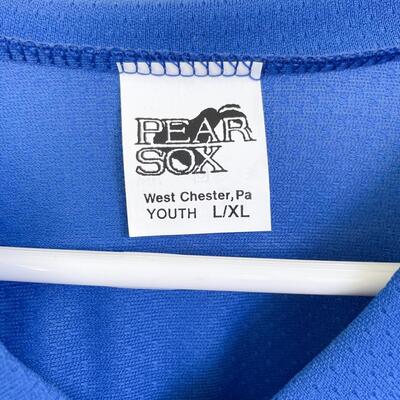 PEAR
SOX
West Chester, Pa
YOUTH L/XL